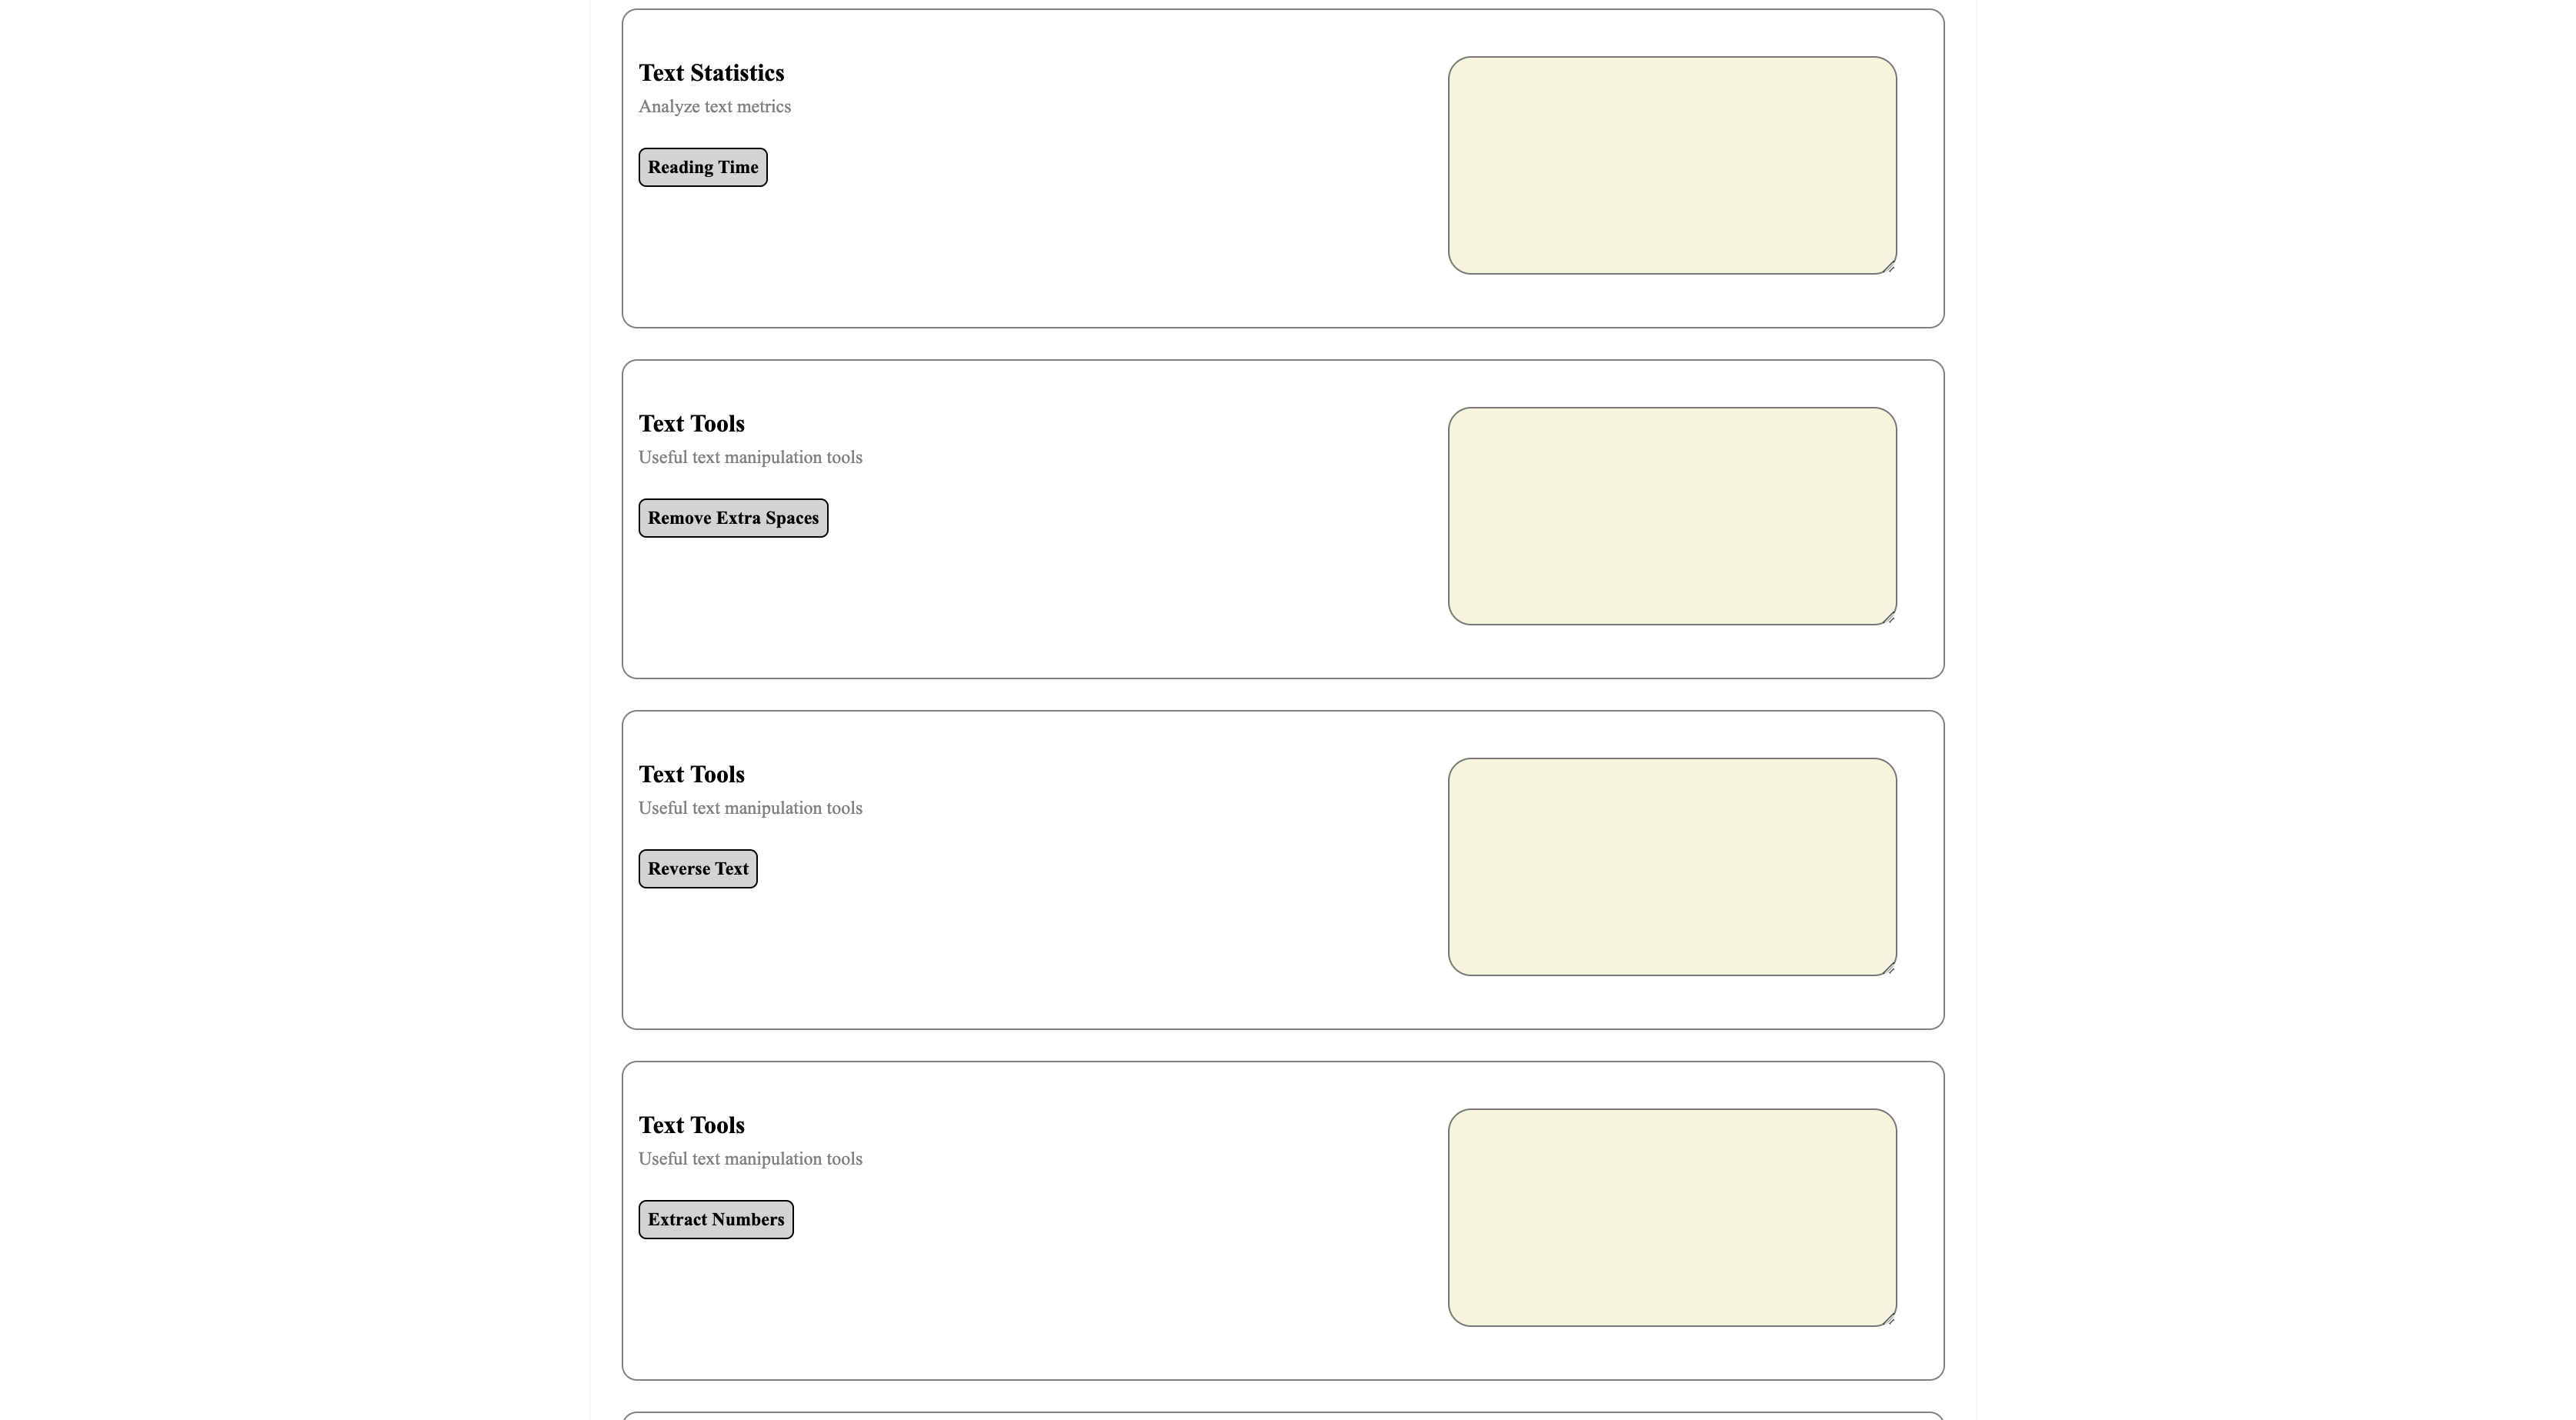 Text Statistics
Analyze text metrics
Reading Time
Text Tools
Useful text manipulation tools
Remove Extra Spaces
Text Tools
Useful text manipulation tools
Reverse Text
Text Tools
Useful text manipulation tools
Extract Numbers